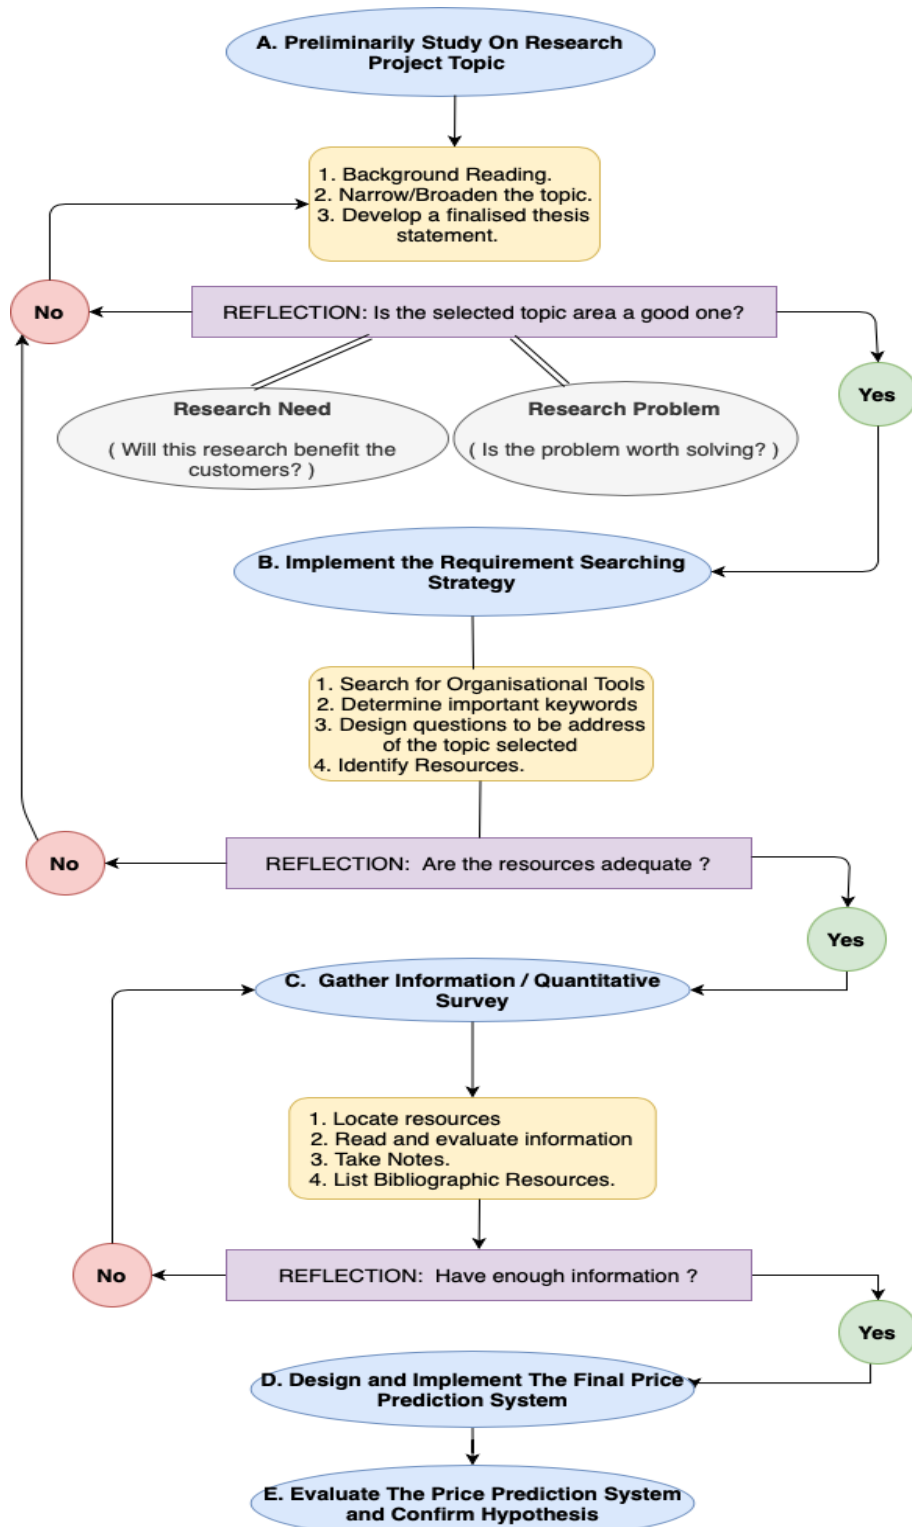 A. Preliminarily Study On Research
Project Topic
1. Background Reading.
2. Narrow/Broaden the topic.
3. Develop a finalised thesis
statement.
No
REFLECTION: Is the selected topic area a good one?
Yes
Research Need
( Will this research benefit the
customers? )
Research Problem
( Is the problem worth solving? )
B. Implement the Requirement Searching
Strategy
1. Search for Organisational Tools
2. Determine important keywords
3. Design questions to be address
of the topic selected
4. Identify Resources.
No
REFLECTION: Are the resources adequate ?
Yes
C. Gather Information / Quantitative
Survey
1. Locate resources
2. Read and evaluate information
3. Take Notes.
4. List Bibliographic Resources.
No
REFLECTION: Have enough information ?
Yes
D. Design and Implement The Final Price
Prediction System
E. Evaluate The Price Prediction System
and Confirm Hypothesis